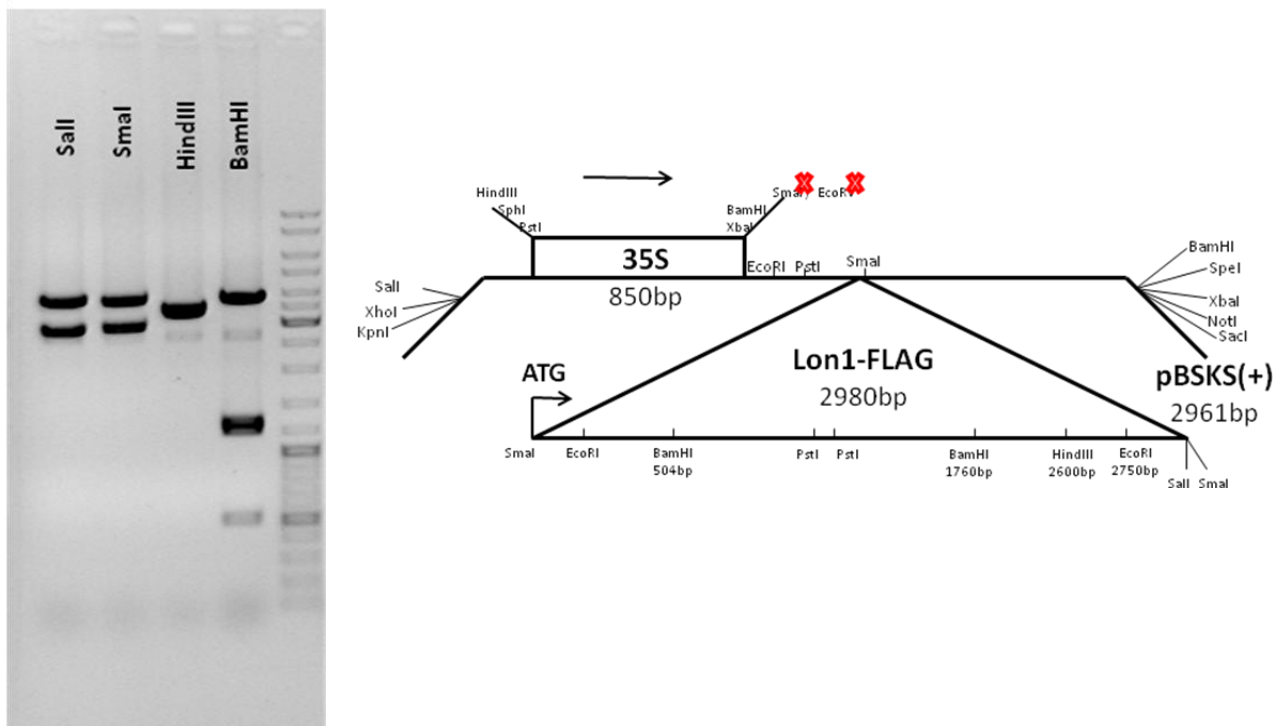 SalI
SmaI
HindIII
BamHI
HindIII
SphI
PstI
BamHI
XbaI
SmaI
EcoRV
35S
850bp
EcoRI
PstI
SmaI
SalI
XhoI
KpnI
BamHI
SpeI
XbaI
NotI
SacI
pBSKS(+)
2961bp
Lon1-FLAG
2980bp
ATG
SmaI
EcoRI
BamHI
504bp
PstI
PstI
BamHI
1760bp
HindIII
2600bp
EcoRI
2750bp
SalI
SmaI